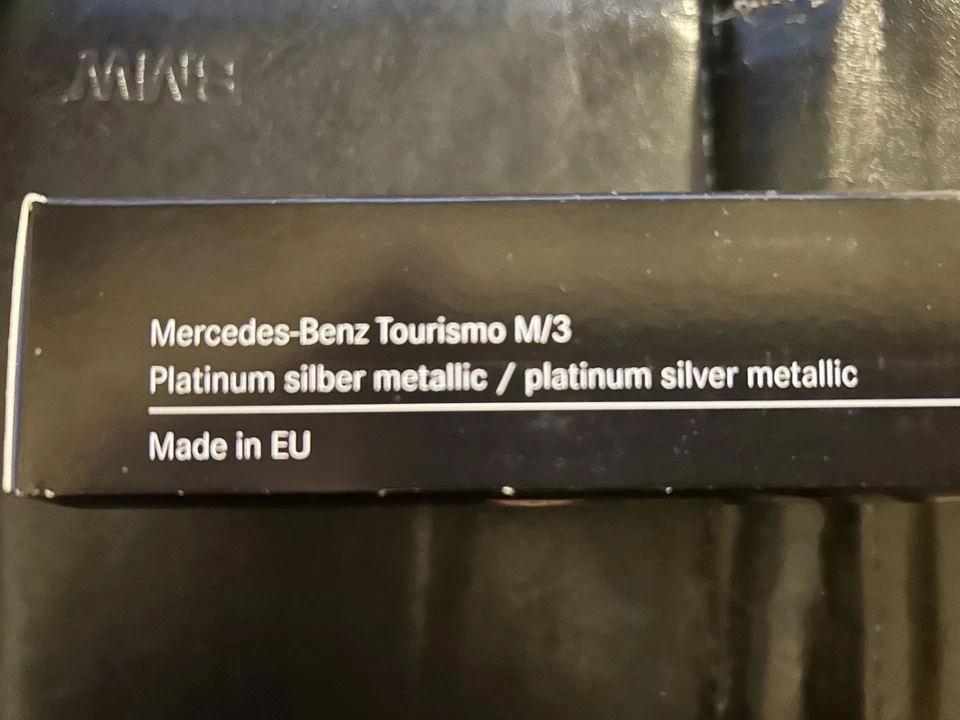 Mercedes-Benz Tourismo M/3
Platinum silber metallic / platinum silver metallic
Made in EU